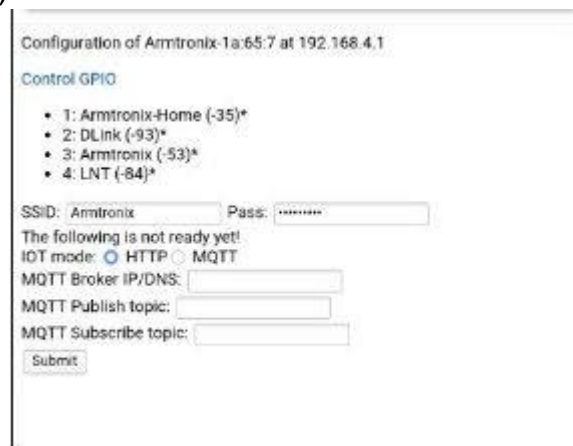 Configuration of Armtronix-1a:65:7 at 192.168.4.1
Control GPIO
1: Armtronix-Home (-35)*
2: DLink (-93)*
3: Armtronix (-53)*
4: LNT (-84)*
SSID: Armtronix Pass: ·········
The following is not ready yet!
IOT mode: HTTP MQTT
MQTT Broker IP/DNS:
MQTT Publish topic:
MQTT Subscribe topic:
Submit